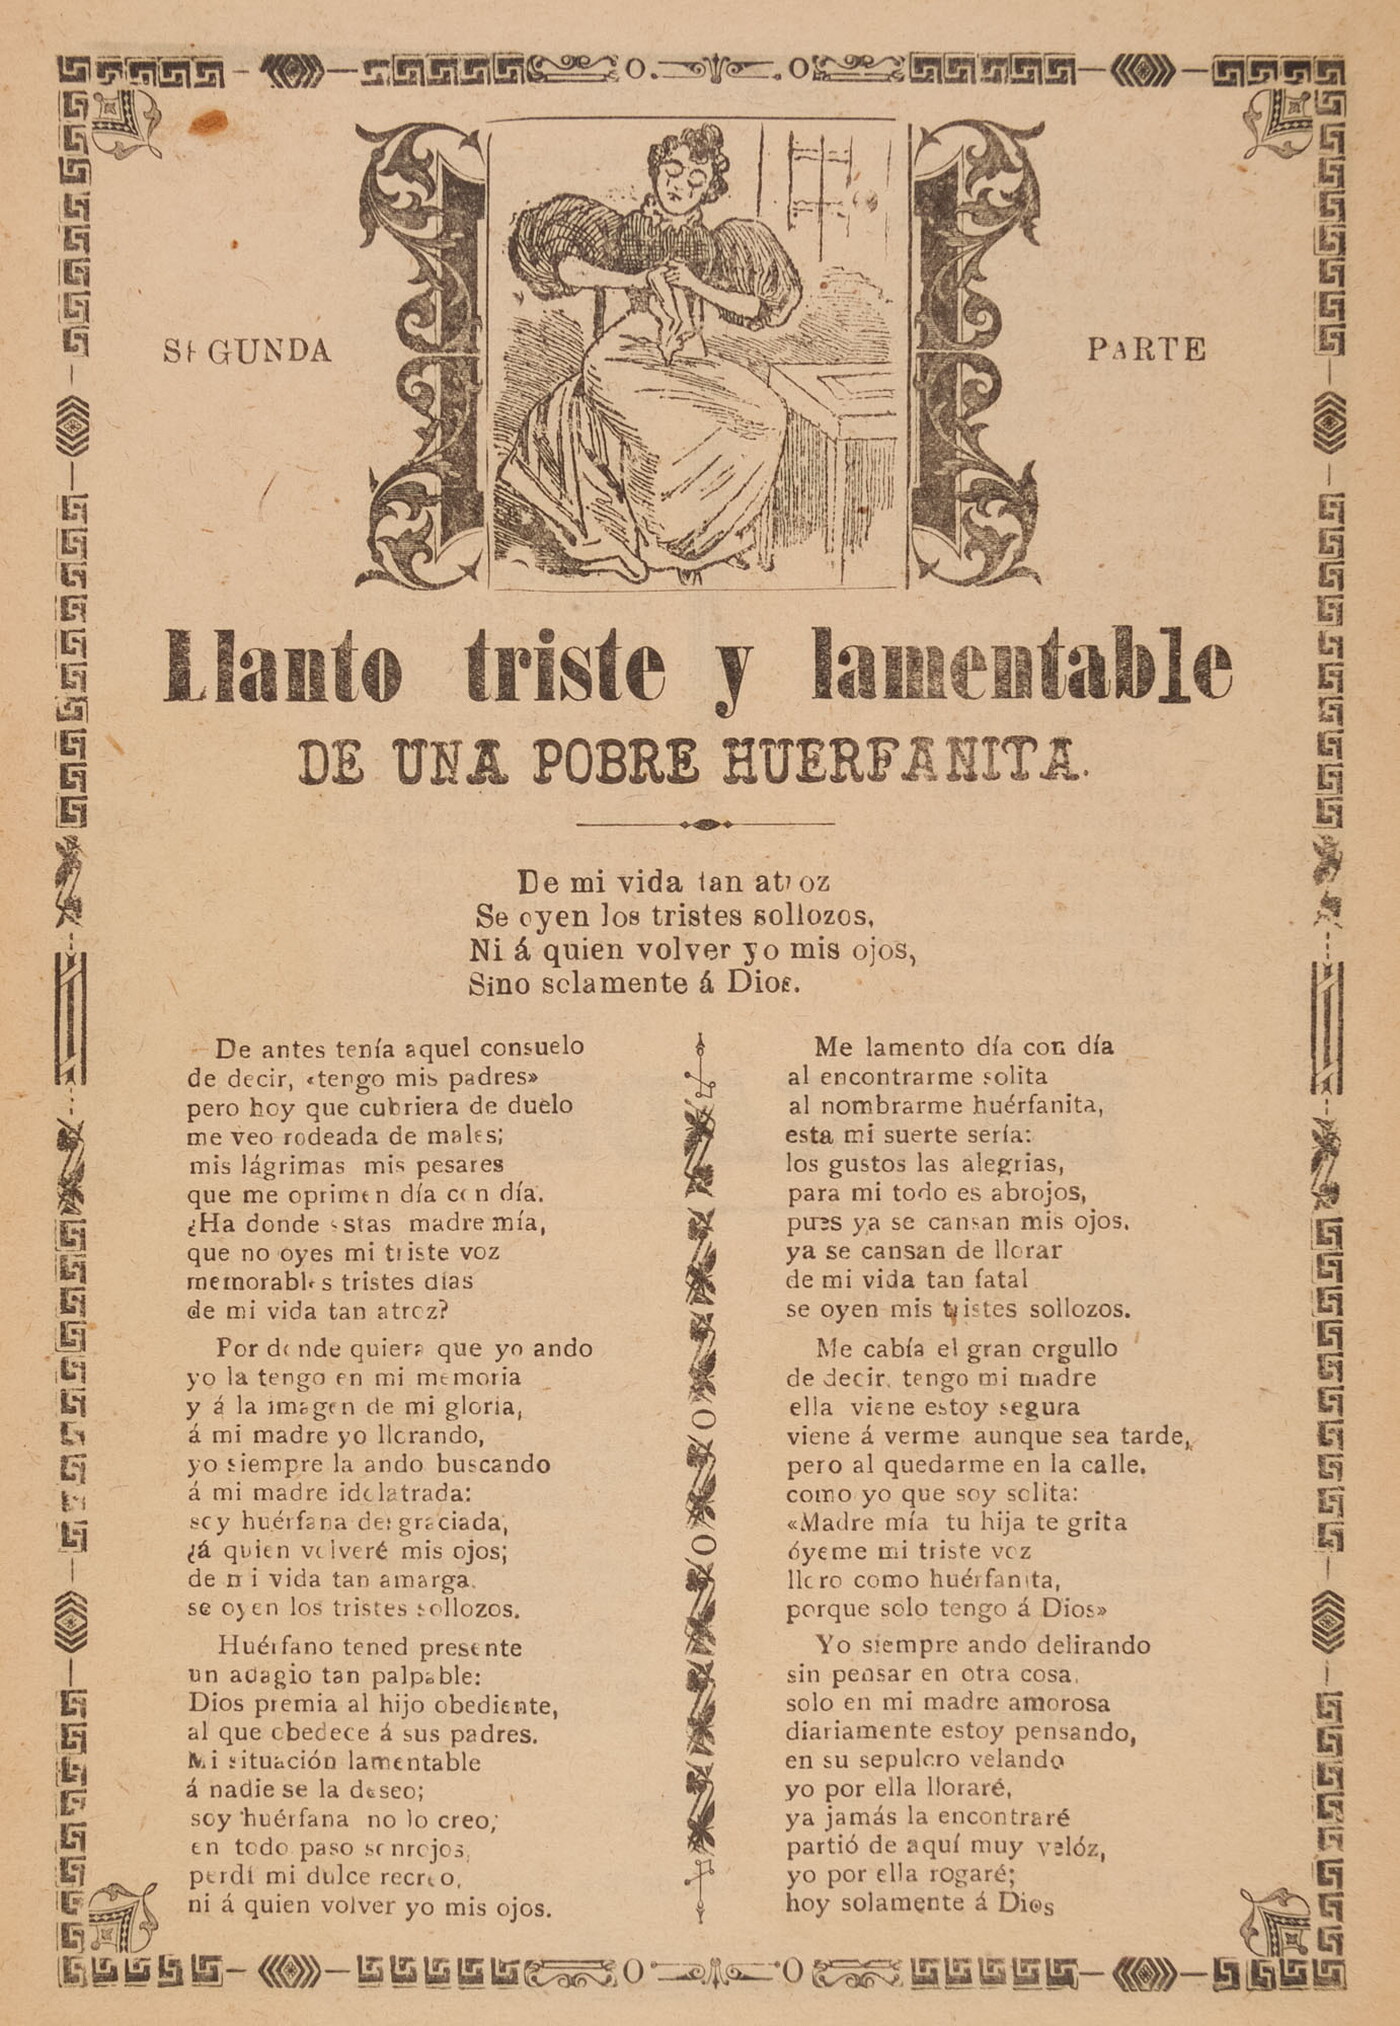 SEGUNDA
PARTE
Llanto triste y lamentable
DE UNA POBRE HUERFANITA.
De mi vida tan atroz
Se oyen los tristes sollozos,
Ni á quien volver yo mis ojos,
Sino solamente á Dios.
De antes tenía aquel consuelo
de decir, «tengo mis padres»
pero hoy que cubriera de duelo
me veo rodeada de males;
mis lágrimas mis pesares
que me oprimen día con día.
¿Ha donde estas madre mía,
que no oyes mi triste voz
memorables tristes días
de mi vida tan atroz?
Por donde quiera que yo ando
yo la tengo en mi memoria
y á la imagen de mi gloria,
á mi madre yo llorando,
yo siempre la ando buscando
á mi madre idolatrada:
soy huérfana desgraciada,
¿á quien volveré mis ojos;
de mi vida tan amarga.
se oyen los tristes sollozos.
Huérfano tened presente
un adagio tan palpable:
Dios premia al hijo obediente,
al que obedece á sus padres.
Mi situación lamentable
á nadie se la deseo;
soy huérfana no lo creo;
en todo paso sonrojos,
perdí mi dulce recreo,
ni á quien volver yo mis ojos.
Me lamento día con día
al encontrarme solita
al nombrarme huérfanita,
esta mi suerte sería:
los gustos las alegrias,
para mi todo es abrojos,
pues ya se cansan mis ojos.
ya se cansan de llorar
de mi vida tan fatal
se oyen mis tristes sollozos.
Me cabía el gran orgullo
de decir, tengo mi madre
ella viene estoy segura
viene á verme aunque sea tarde,
pero al quedarme en la calle.
como yo que soy solita:
«Madre mía tu hija te grita
óyeme mi triste voz
lloro como huérfanita,
porque solo tengo á Dios»
Yo siempre ando delirando
sin pensar en otra cosa.
solo en mi madre amorosa
diariamente estoy pensando,
en su sepulcro velando
yo por ella lloraré,
ya jamás la encontraré
partió de aquí muy velóz,
yo por ella rogaré;
hoy solamente á Dios